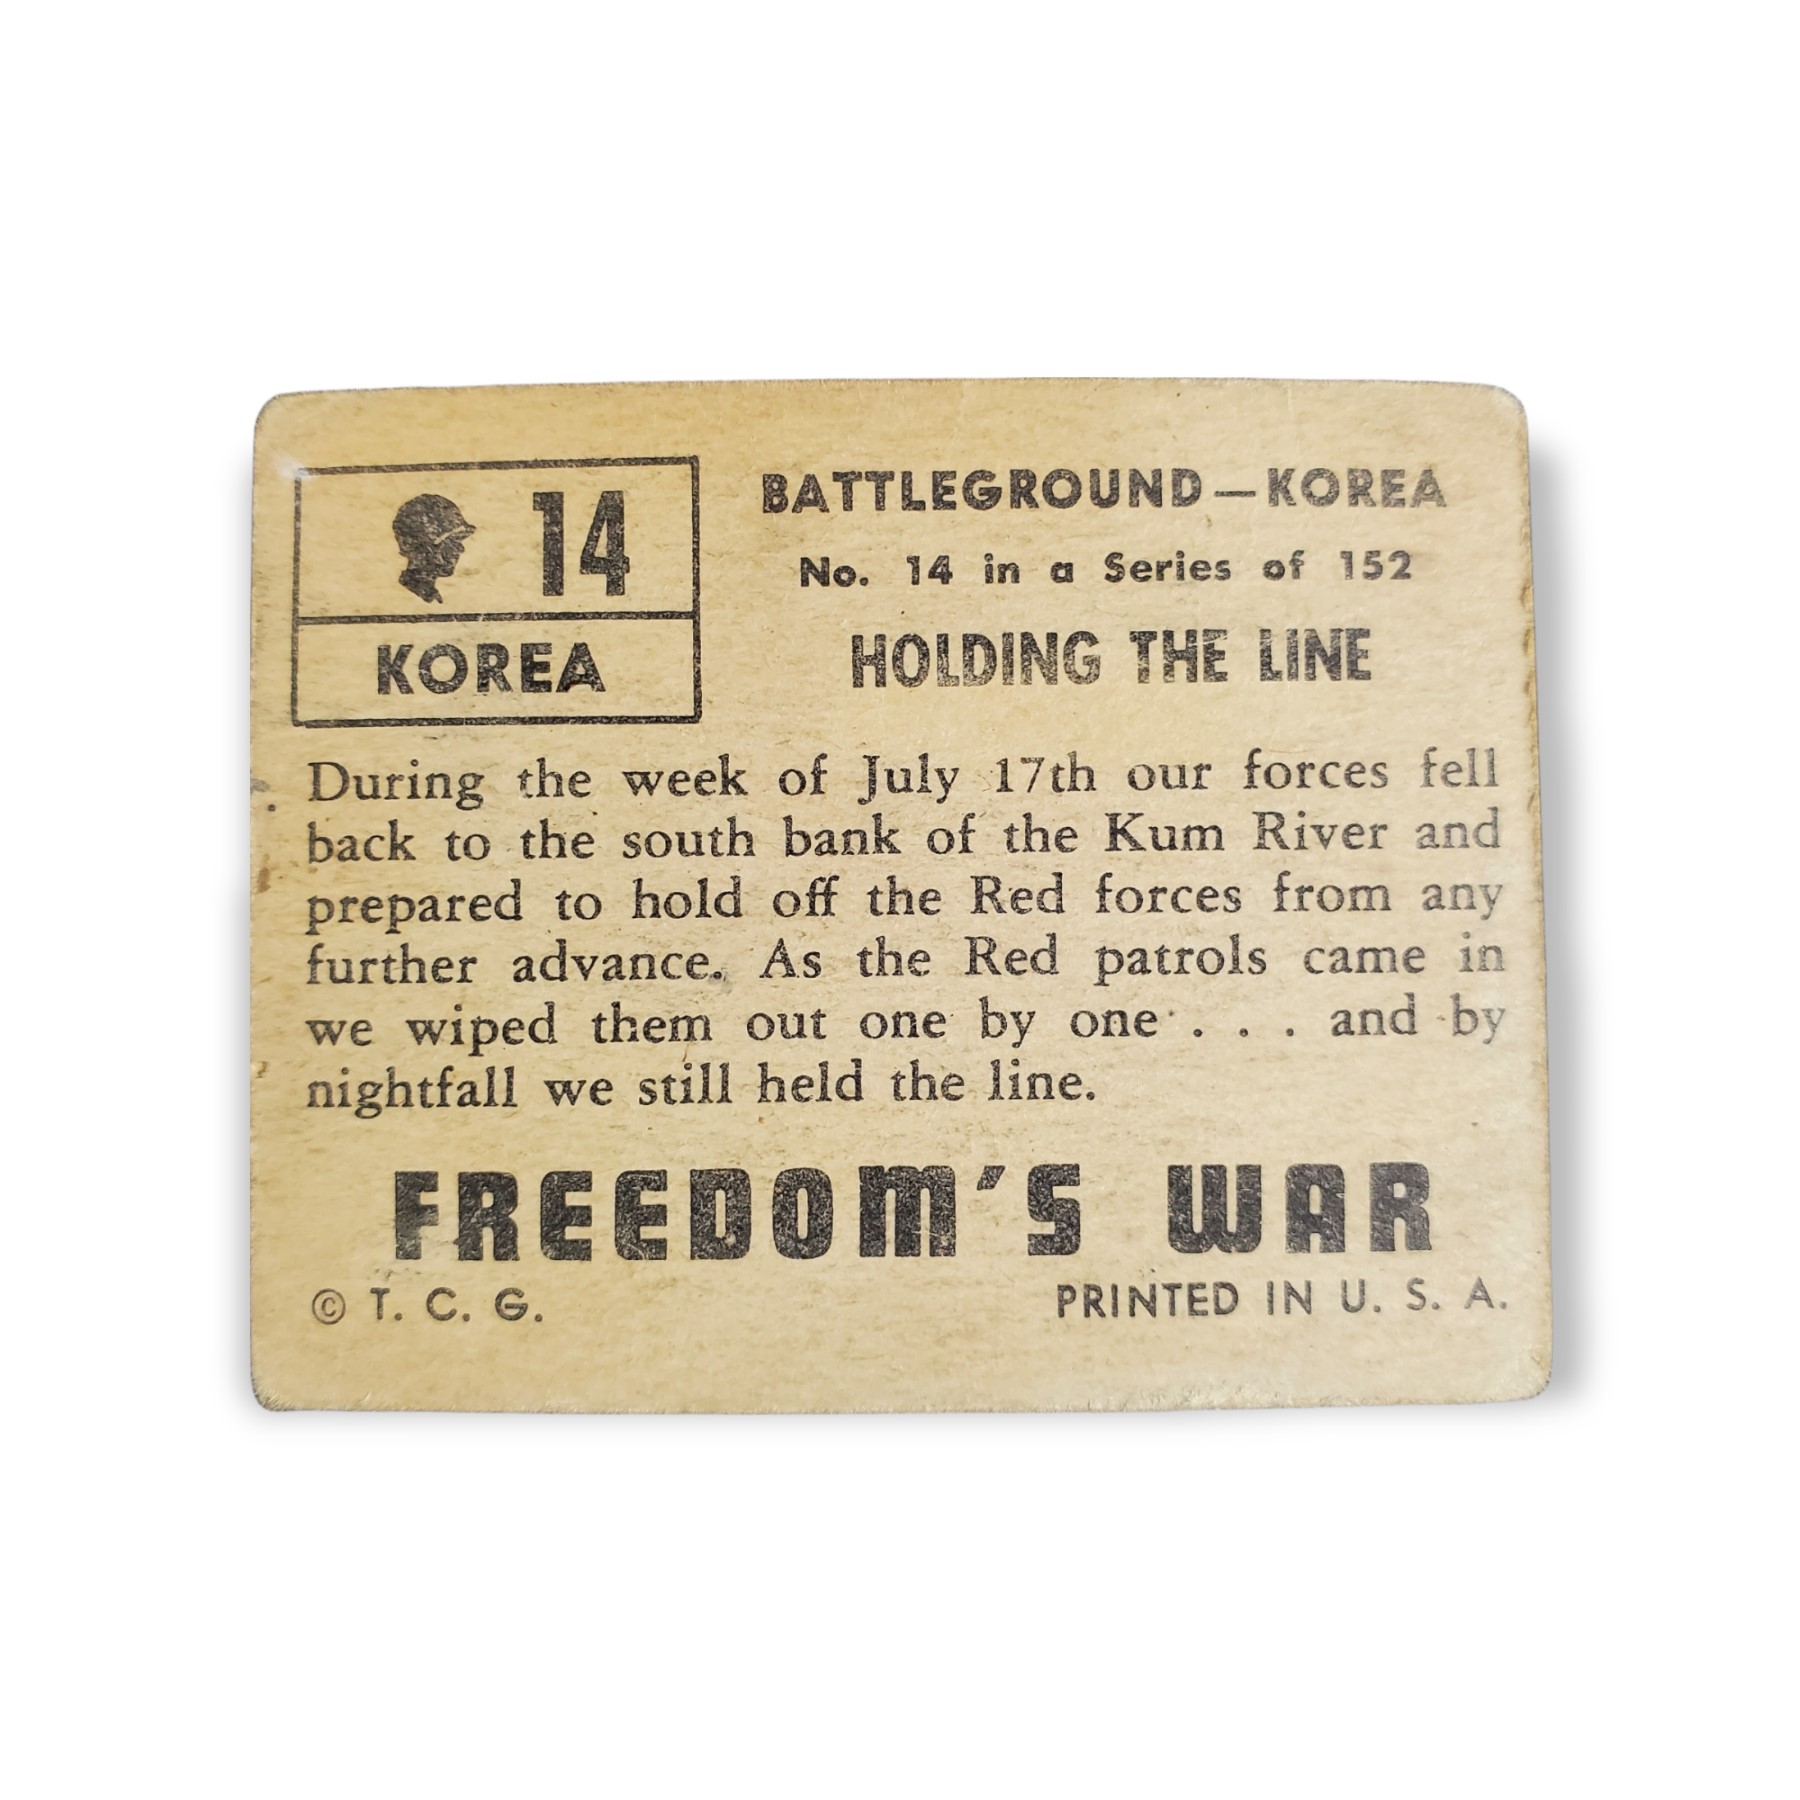 14
KOREA
BATTLEGROUND — KOREA
No. 14 in a Series of 152
HOLDING THE LINE
During the week of July 17th our forces fell
back to the south bank of the Kum River and
prepared to hold off the Red forces from any
further advance. As the Red patrols came in
we wiped them out one by one . . . and by
nightfall we still held the line.
FREEDOM'S WAR
© T. C. G.
PRINTED IN U. S. A.